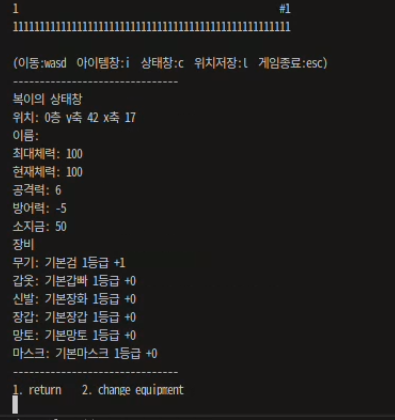 1 #1
11111111111111111111111111111111111111111111111111
(이동:wasd 아이템창:i 상태창:c 위치저장:l 게임종료:esc)
------------------------------
복이의 상태창
위치: 0층 y축 42 x축 17
이름:
최대체력: 100
현재체력: 100
공격력: 6
방어력: -5
소지금: 50
장비
무기: 기본검 1등급 +1
갑옷: 기본갑빠 1등급 +0
신발: 기본장화 1등급 +0
장갑: 기본장갑 1등급 +0
망토: 기본망토 1등급 +0
마스크: 기본마스크 1등급 +0
------------------------------
1. return 2. change equipment